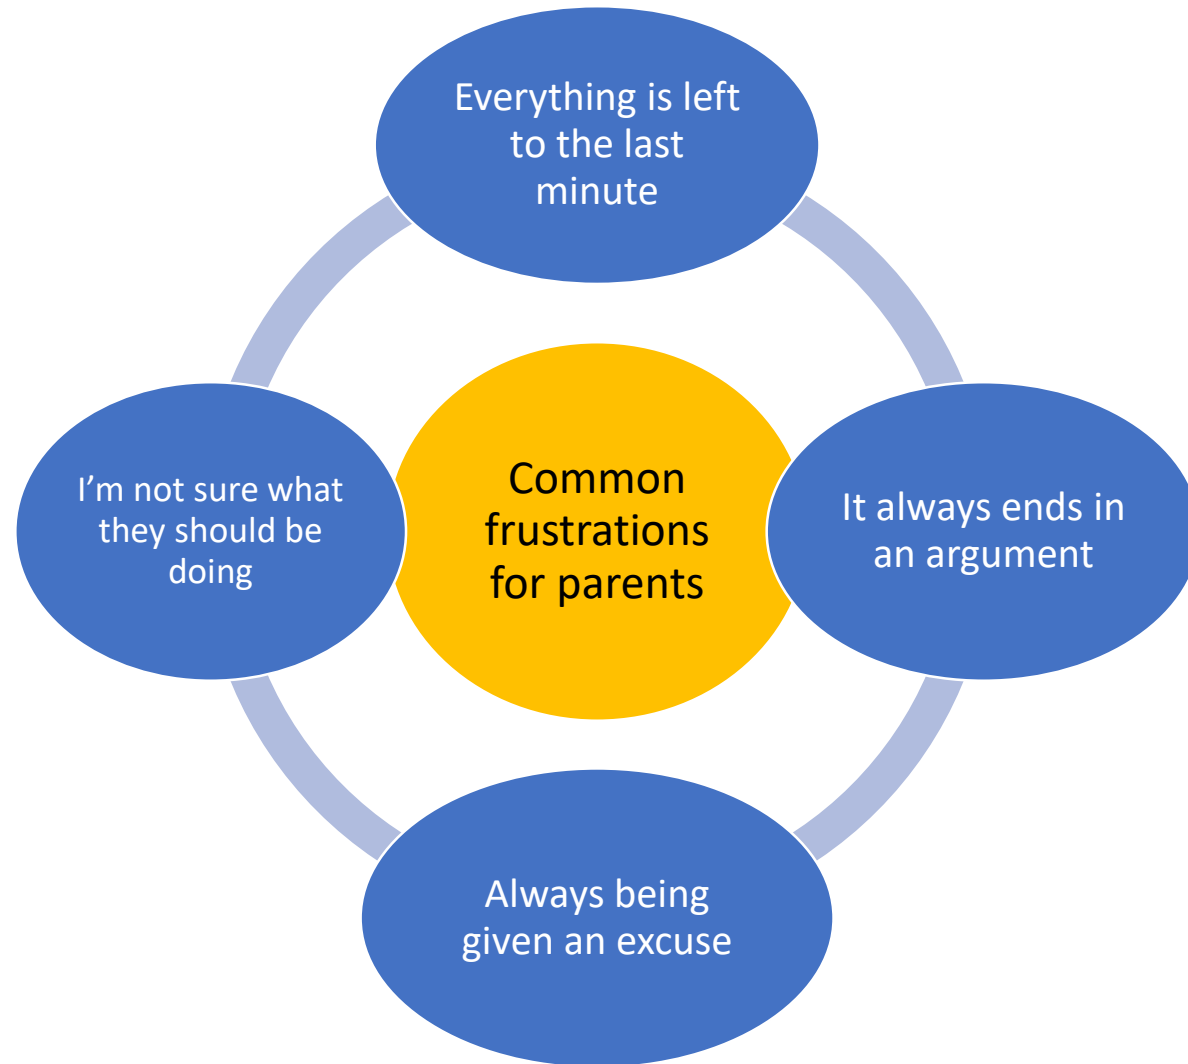 Everything is left
to the last
minute
I’m not sure what
they should be
doing
Common
frustrations
for parents
It always ends in
an argument
Always being
given an excuse